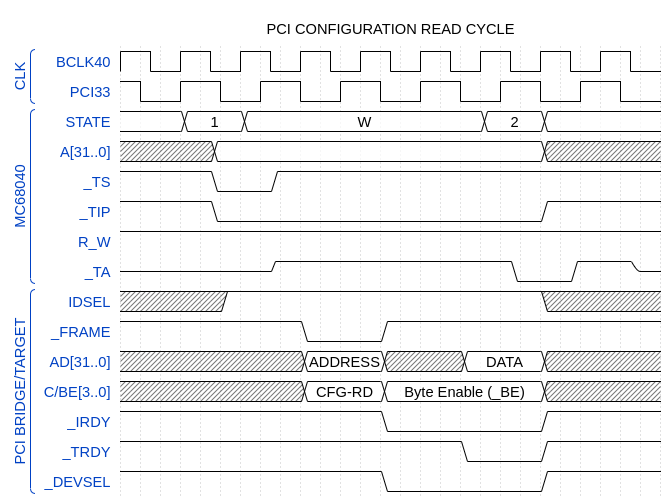 PCI CONFIGURATION READ CYCLE
CLK
BCLK40
PCI33
MC68040
STATE 1 W 2
A[31..0]
_TS
_TIP
R_W
_TA
PCI BRIDGE/TARGET
IDSEL
_FRAME
AD[31..0] ADDRESS DATA
C/BE[3..0] CFG-RD Byte Enable (_BE)
_IRDY
_TRDY
_DEVSEL